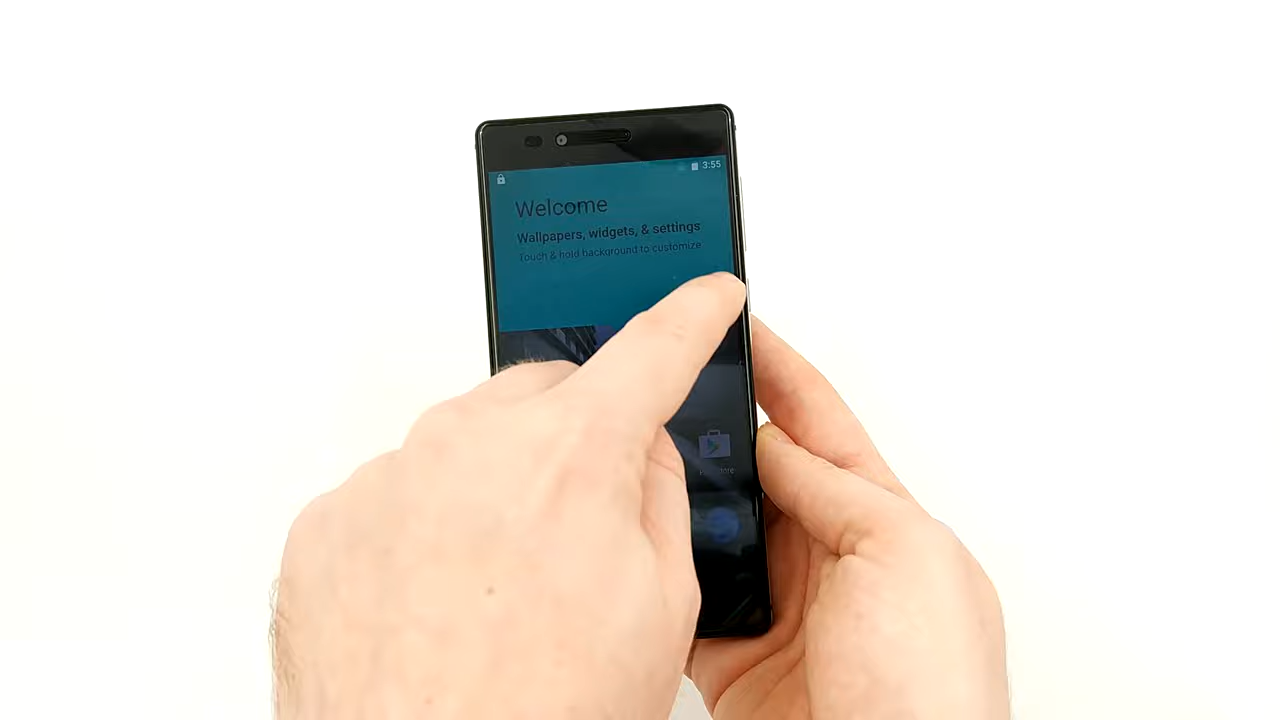 3:55
Welcome
Wallpapers, widgets, & settings
Touch & hold background to customize